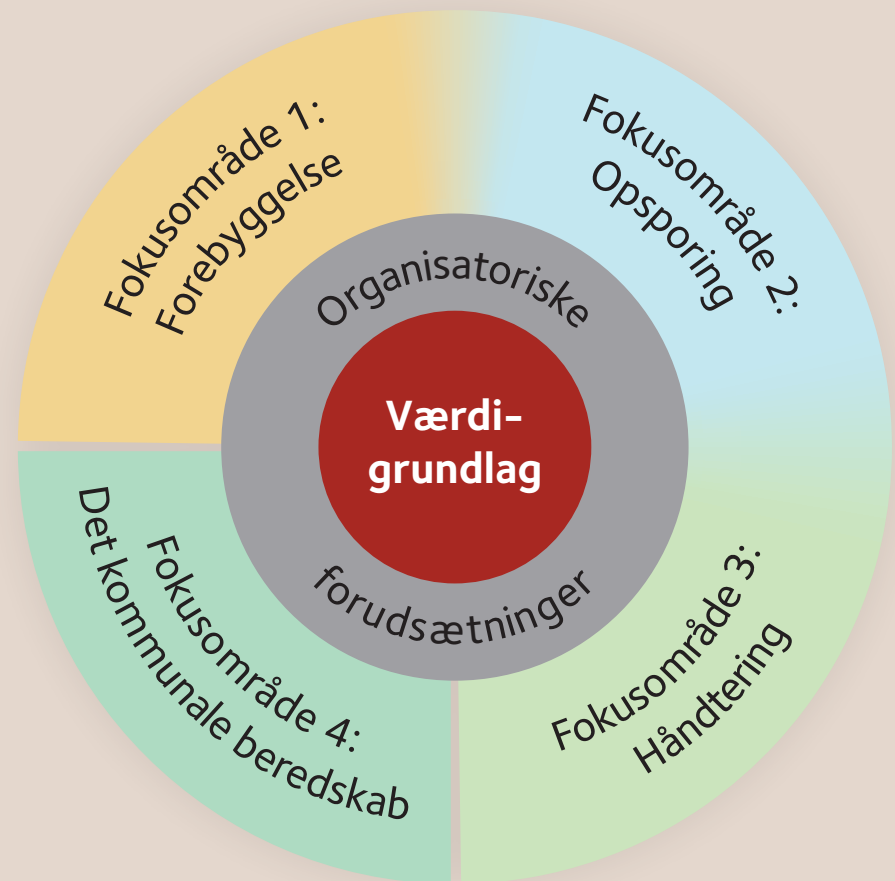 Fokusområde 1:
Forebyggelse
Fokusområde 2:
Opsporing
Organisatoriske
Værdi-
grundlag
forudsætninger
Fokusområde 3:
Håndtering
Fokusområde 4:
Det kommunale beredskab